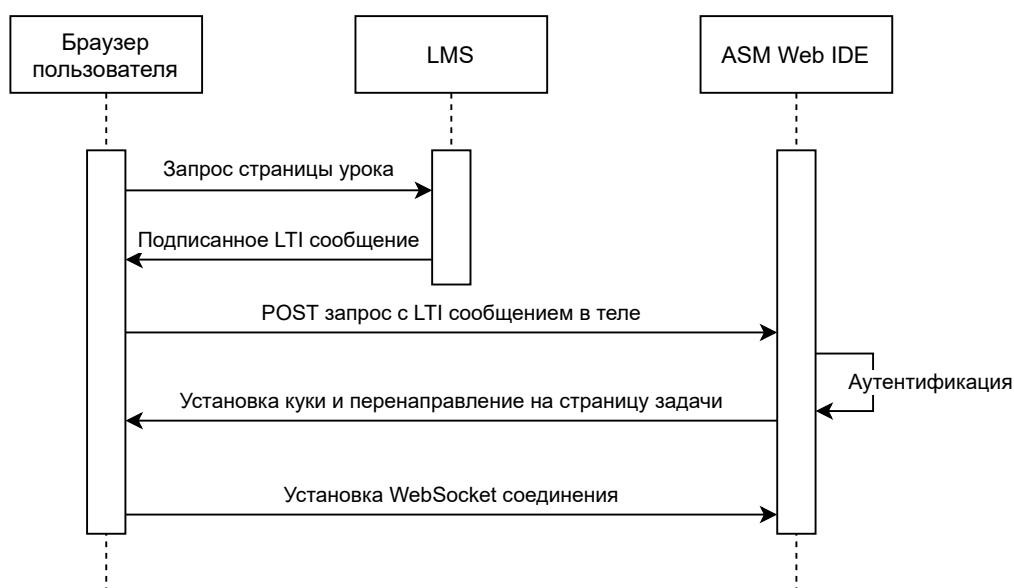 Браузер
пользователя
LMS
ASM Web IDE
Запрос страницы урока
Подписанное LTI сообщение
POST запрос с LTI сообщением в теле
Аутентификация
Установка куки и перенаправление на страницу задачи
Установка WebSocket соединения